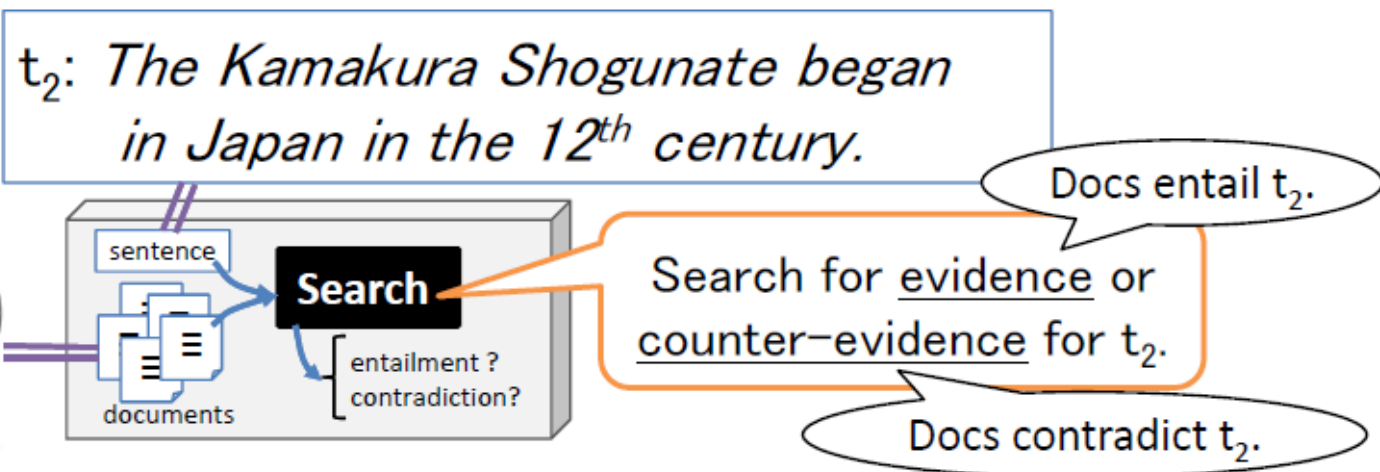 t₂: The Kamakura Shogunate began
in Japan in the 12th century.
Docs entail t₂.
sentence
Search
documents
entailment ?
contradiction?
Search for evidence or
counter-evidence for t₂.
Docs contradict t₂.